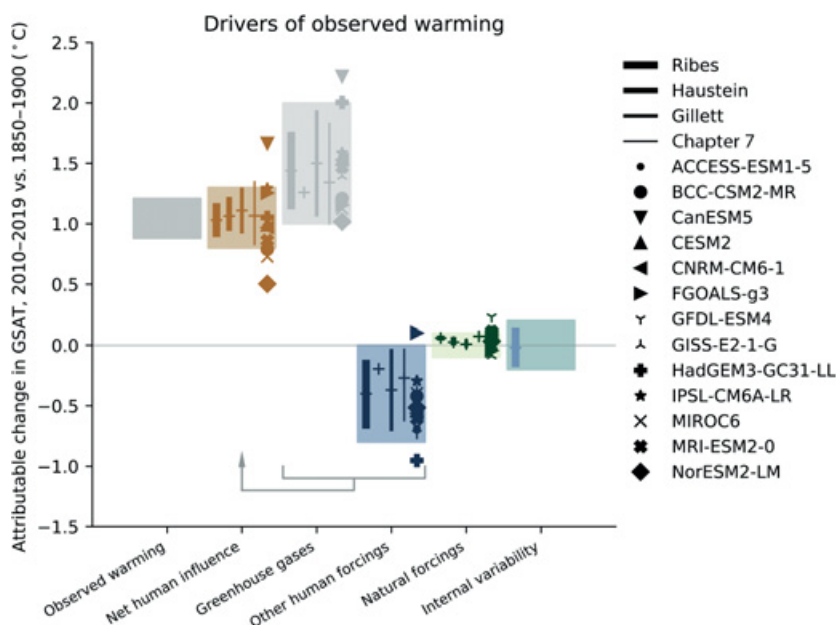 Drivers of observed warming
Attributable change in GSAT, 2010–2019 vs. 1850–1900 (°C)
2.5
2.0
1.5
1.0
0.5
0.0
−0.5
−1.0
−1.5
Observed warming
Net human influence
Greenhouse gases
Other human forcings
Natural forcings
Internal variability
Ribes
Haustein
Gillett
Chapter 7
ACCESS-ESM1-5
BCC-CSM2-MR
CanESM5
CESM2
CNRM-CM6-1
FGOALS-g3
GFDL-ESM4
GISS-E2-1-G
HadGEM3-GC31-LL
IPSL-CM6A-LR
MIROC6
MRI-ESM2-0
NorESM2-LM